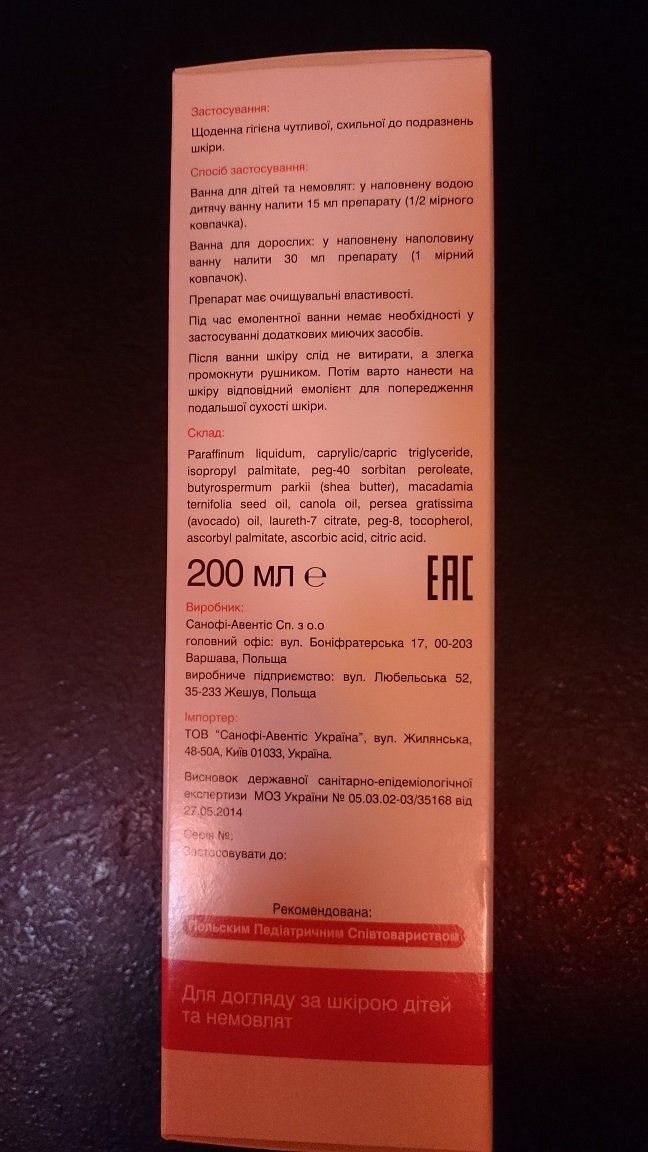 Застосування:
Щоденна гігієна чутливої, схильної до подразнень
шкіри.
Спосіб застосування:
Ванна для дітей та немовлят: у наповнену водою
дитячу ванну налити 15 мл препарату (1/2 мірного
ковпачка).
Ванна для дорослих: у наповнену наполовину
ванну налити 30 мл препарату (1 мірний
ковпачок).
Препарат має очищувальні властивості.
Під час емолентної ванни немає необхідності у
застосуванні додаткових миючих засобів.
Після ванни шкіру слід не витирати, а злегка
промокнути рушником. Потім варто нанести на
шкіру відповідний емолієнт для попередження
подальшої сухості шкіри.
Склад:
Paraffinum liquidum, caprylic/capric triglyceride,
isopropyl palmitate, peg-40 sorbitan peroleate,
butyrospermum parkii (shea butter), macadamia
ternifolia seed oil, canola oil, persea gratissima
(avocado) oil, laureth-7 citrate, peg-8, tocopherol,
ascorbyl palmitate, ascorbic acid, citric acid.
200 мл ℮ EAC
Виробник:
Санофі-Авентіс Сп. з о.о
головний офіс: вул. Боніфратерська 17, 00-203
Варшава, Польща
виробниче підприємство: вул. Любельська 52,
35-233 Жешув, Польща
Імпортер:
ТОВ “Санофі-Авентіс Україна”, вул. Жилянська,
48-50А, Київ 01033, Україна.
Висновок державної санітарно-епідеміологічної
експертизи МОЗ України № 05.03.02-03/35168 від
27.05.2014
Серія №:
Застосовувати до:
Рекомендована:
Польским Педіатричним Співтовариством
Для догляду за шкірою дітей
та немовлят